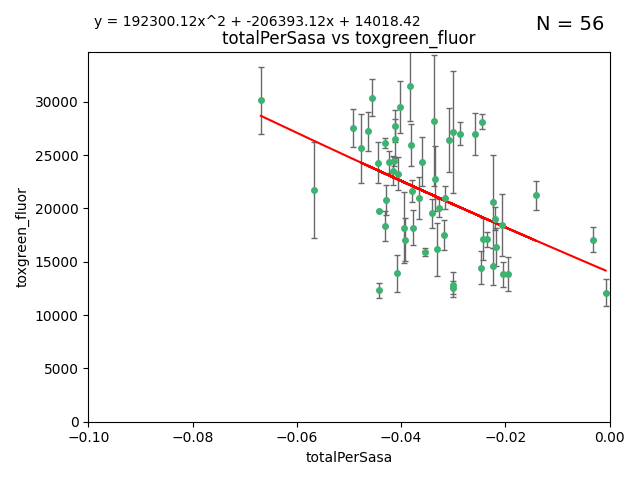 y = 192300.12x^2 + -206393.12x + 14018.42
N = 56
totalPerSasa vs toxgreen_fluor
30000
25000
20000
15000
10000
5000
0
toxgreen_fluor
−0.10 −0.08 −0.06 −0.04 −0.02 0.00
totalPerSasa